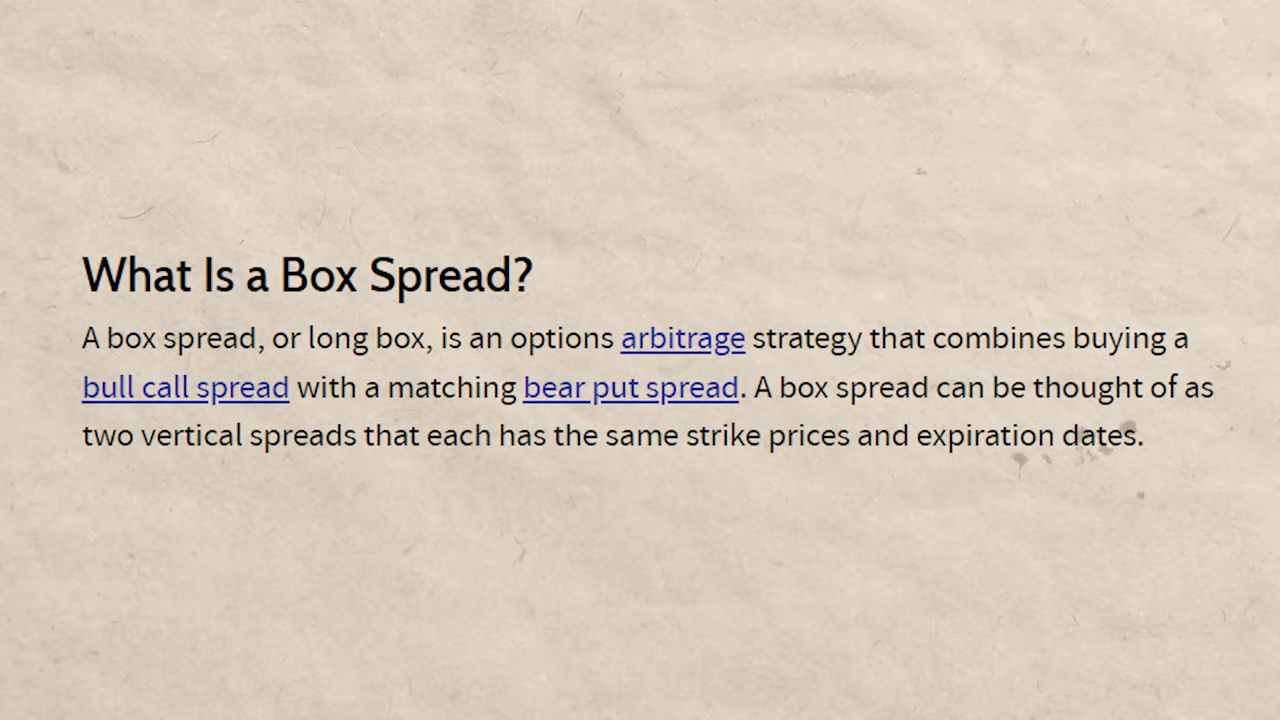 What Is a Box Spread?
A box spread, or long box, is an options arbitrage strategy that combines buying a
bull call spread with a matching bear put spread. A box spread can be thought of as
two vertical spreads that each has the same strike prices and expiration dates.